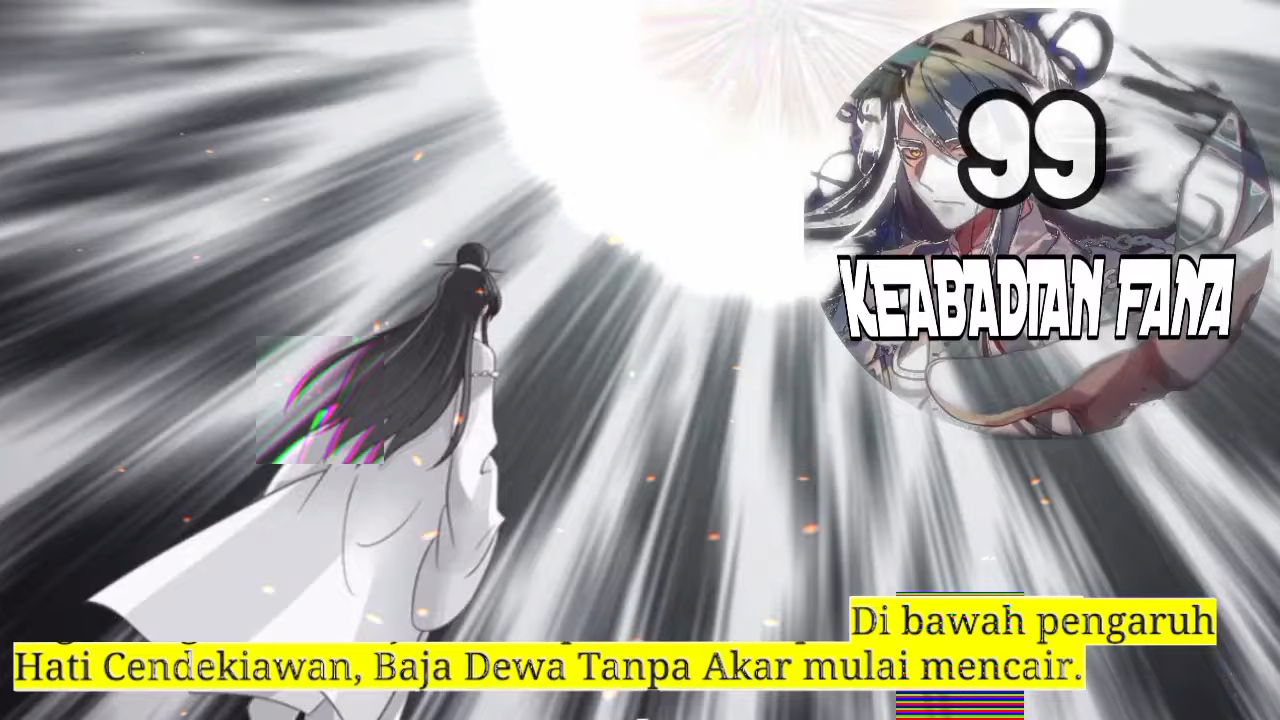 99
KEABADIAN FANA
Di bawah pengaruh
Hati Cendekiawan, Baja Dewa Tanpa Akar mulai mencair.